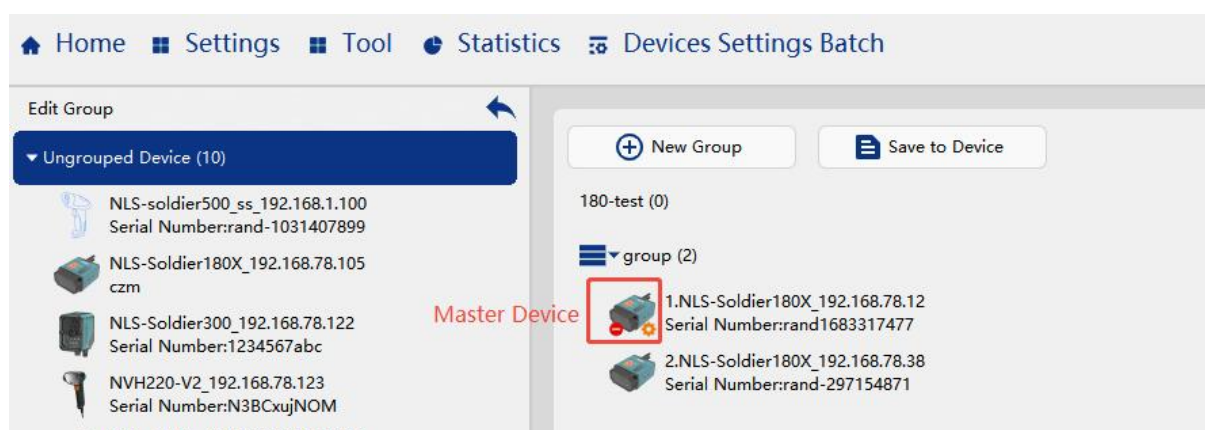 Home Settings Tool Statistics Devices Settings Batch
Edit Group
Ungrouped Device (10)
NLS-soldier500_ss_192.168.1.100
Serial Number:rand-1031407899
NLS-Soldier180X_192.168.78.105
czm
NLS-Soldier300_192.168.78.122
Serial Number:1234567abc
NVH220-V2_192.168.78.123
Serial Number:N3BCxujNOM
New Group Save to Device
180-test (0)
group (2)
Master Device
1.NLS-Soldier180X_192.168.78.12
Serial Number:rand1683317477
2.NLS-Soldier180X_192.168.78.38
Serial Number:rand-297154871